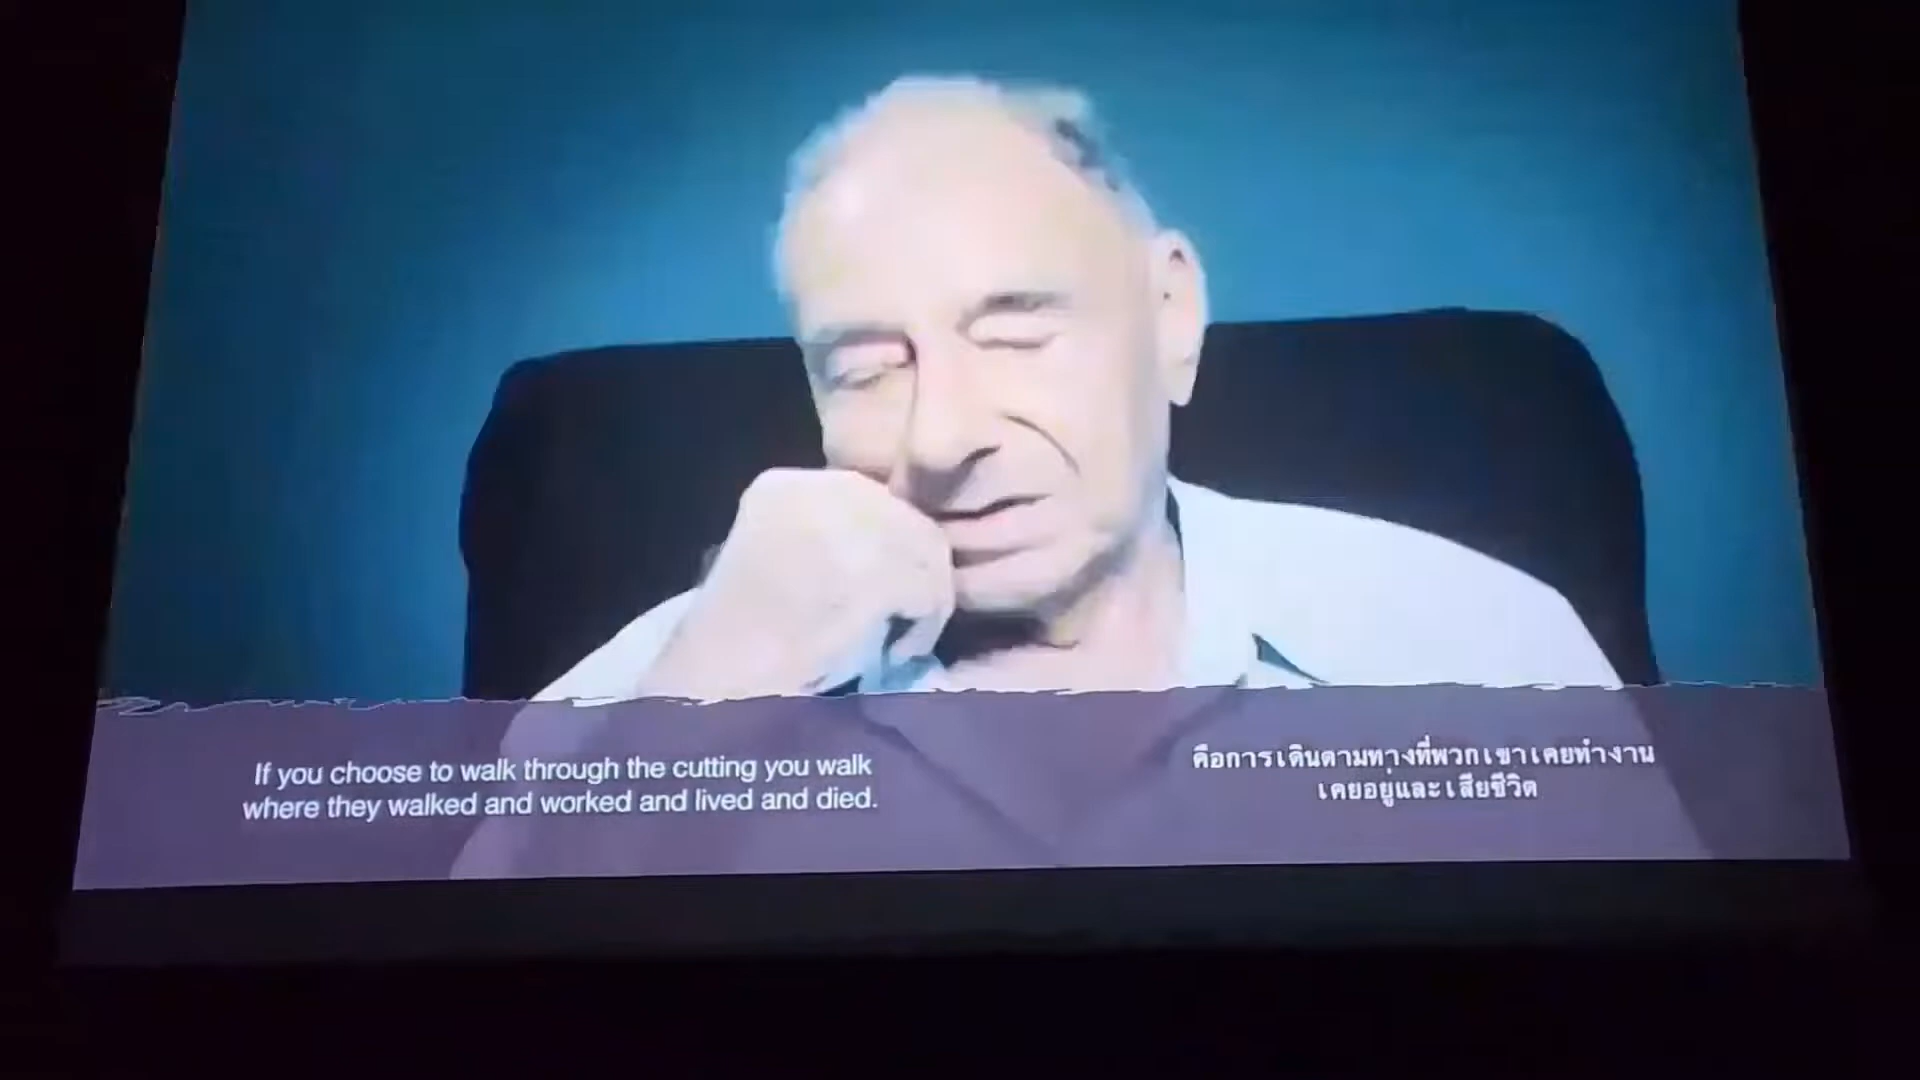 If you choose to walk through the cutting you walk
where they walked and worked and lived and died.
คือการเดินตามทางที่พวกเขาเคยทำงาน
เคยอยู่และเสียชีวิต